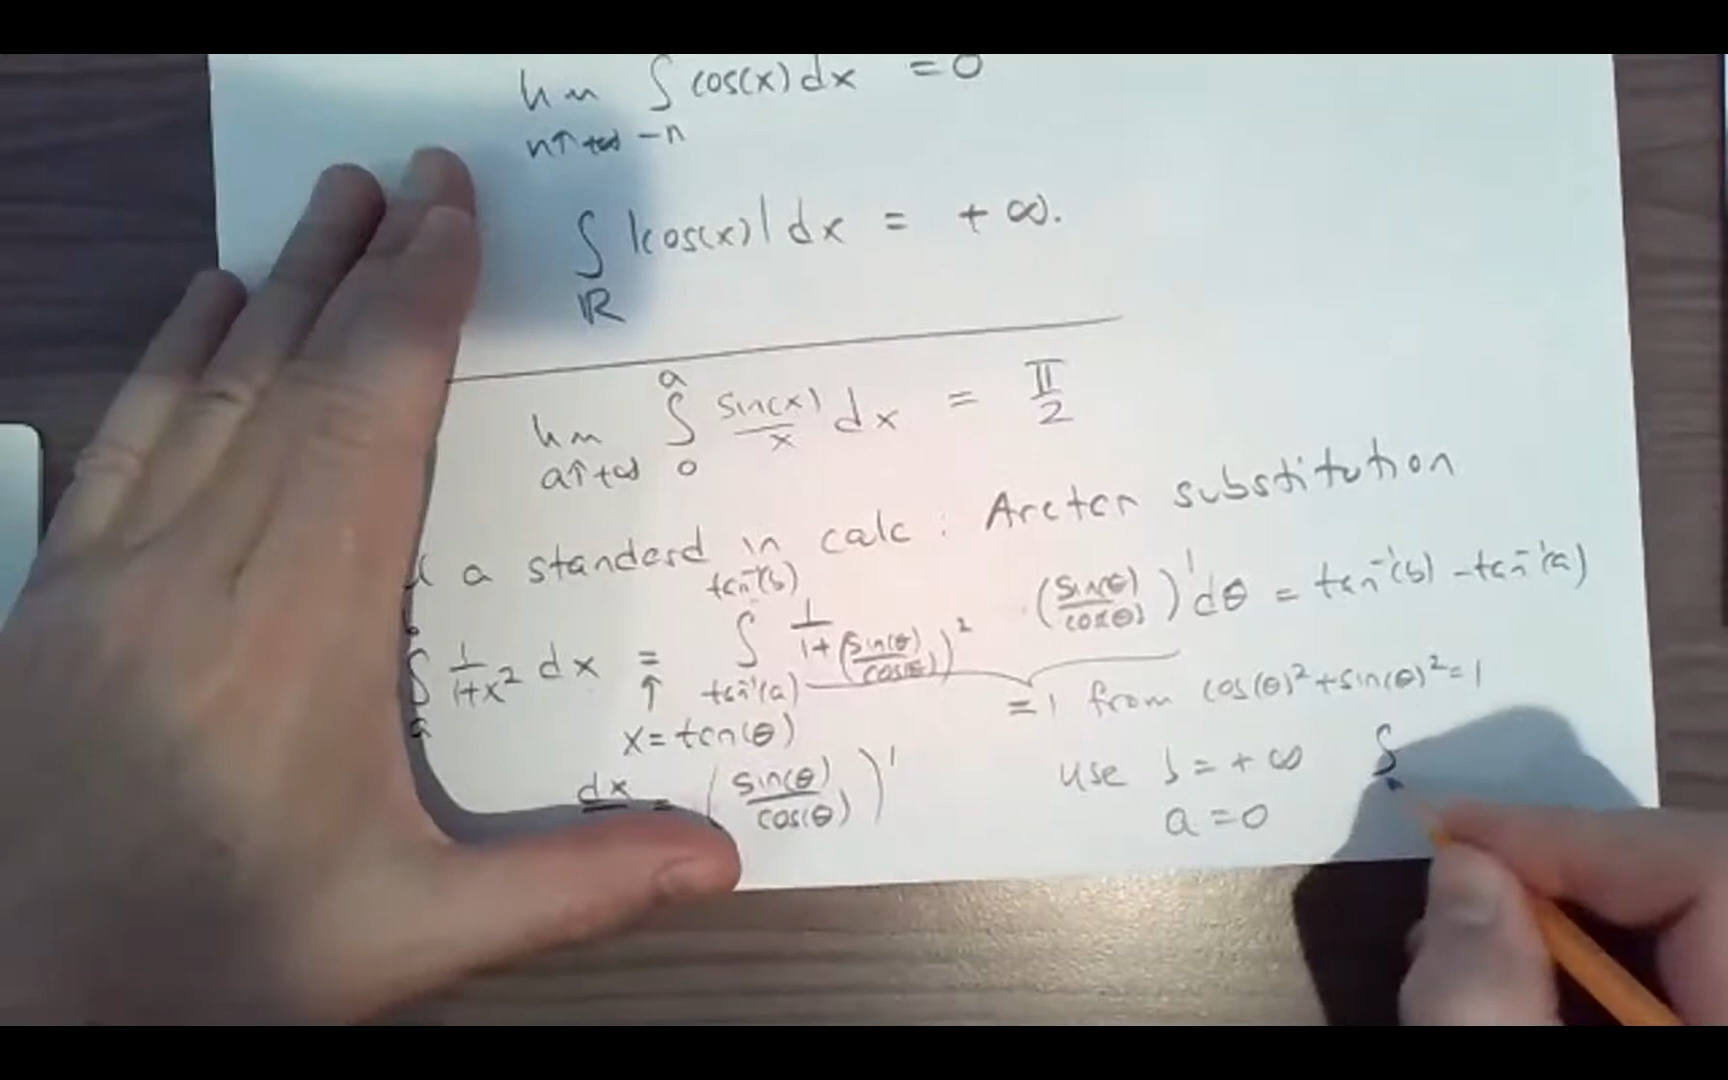 lim ∫ cos(x) dx = 0
n↑+∞ -n
∫ |cos(x)| dx = +∞.
ℝ
a
lim ∫ sin(x)/x dx = π/2
a↑+∞ 0
a standard in calc : Arctan substitution
tan⁻¹(b)
∫ 1/(1+x²) dx = ∫ 1/(1+(sin(θ)/cos(θ))²) · (sin(θ)/cos(θ))' dθ = tan⁻¹(b) - tan⁻¹(a)
a ↑ tan⁻¹(a)
x = tan(θ)
= 1 from cos(θ)² + sin(θ)² = 1
dx = (sin(θ)/cos(θ))'
use b = +∞ ∫
a = 0